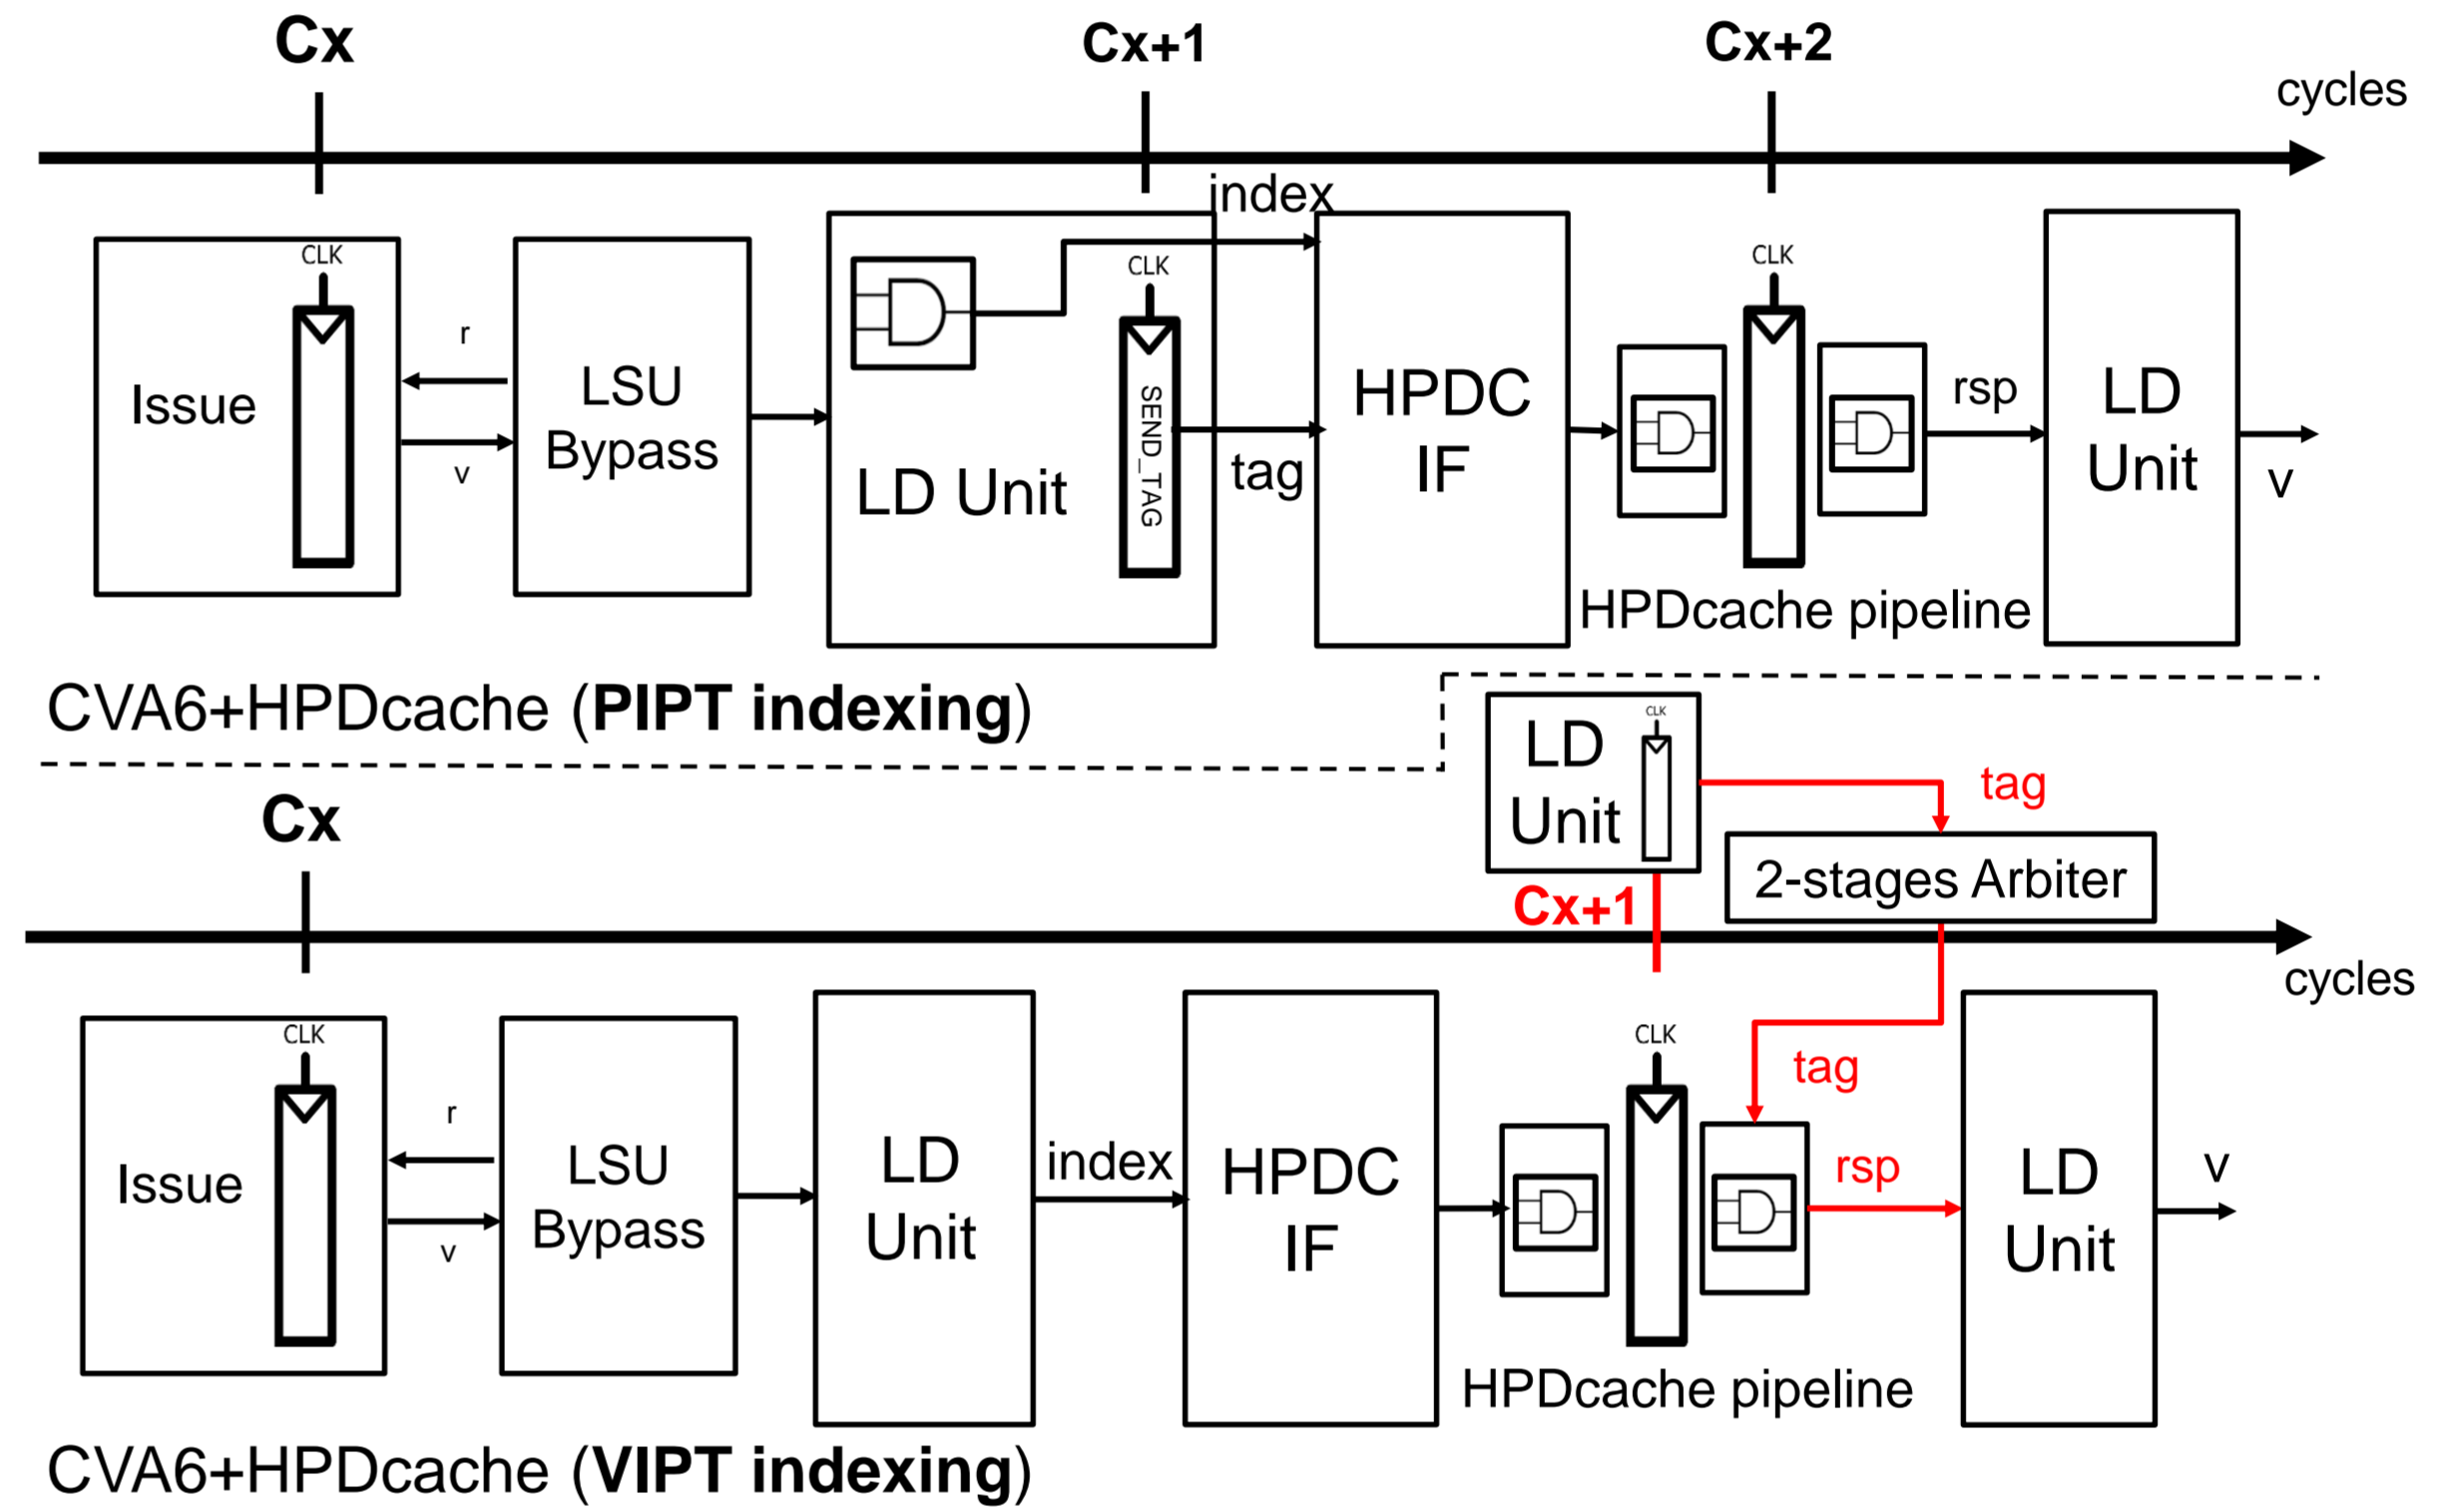 Cx
Cx+1
Cx+2
cycles
index
CLK
CLK
CLK
r
Issue
v
LSU
Bypass
LD Unit
SEND_TAG
tag
HPDC
IF
rsp
LD
Unit
v
HPDcache pipeline
CVA6+HPDcache (PIPT indexing)
LD
Unit
CLK
tag
2-stages Arbiter
Cx
Cx+1
cycles
CLK
CLK
r
Issue
v
LSU
Bypass
LD
Unit
index
HPDC
IF
tag
rsp
LD
Unit
v
HPDcache pipeline
CVA6+HPDcache (VIPT indexing)